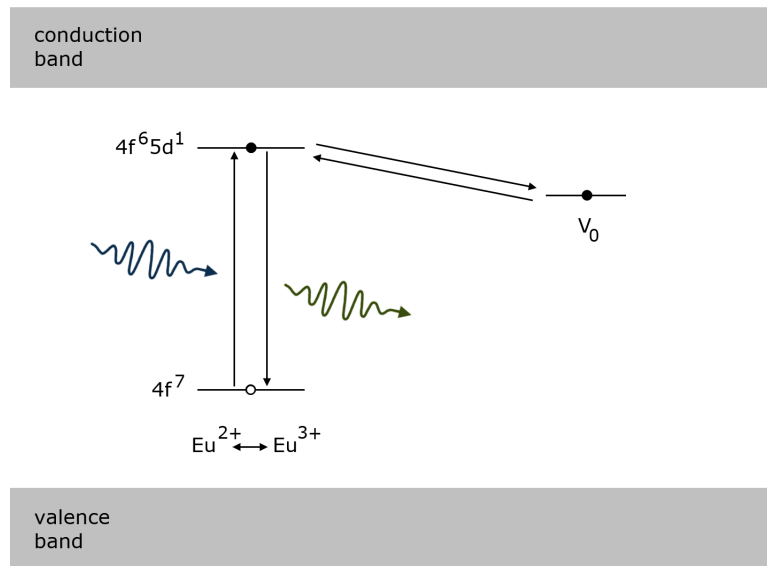 conduction
band
4f⁶5d¹
V₀
4f⁷
Eu²⁺ ↔ Eu³⁺
valence
band